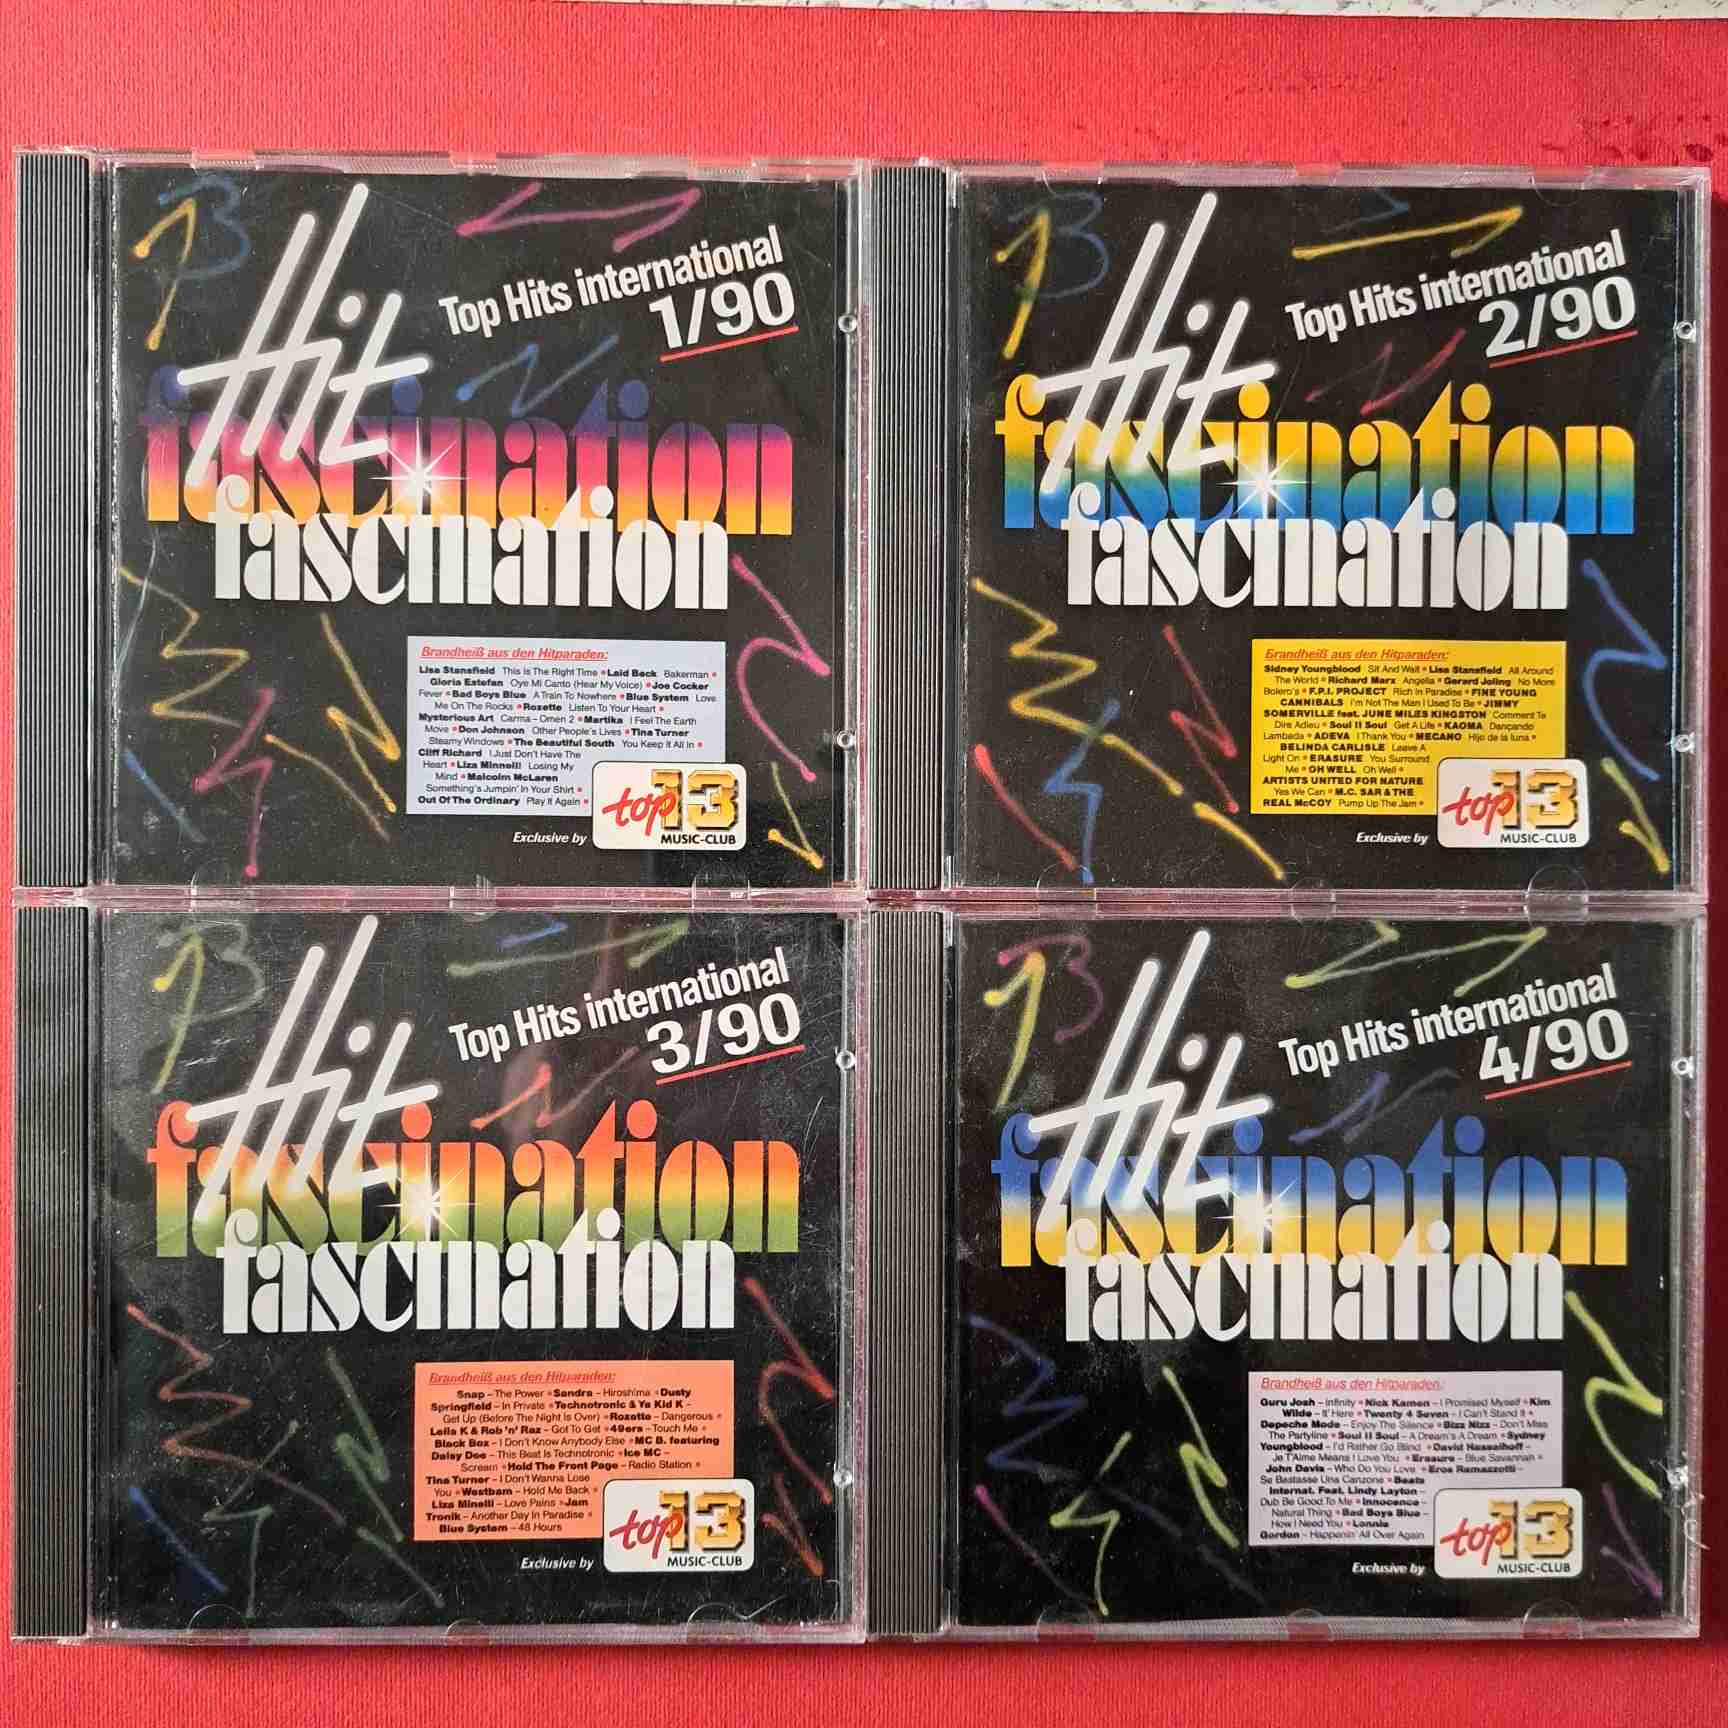 13
Hit
Top Hits international
1/90
fascination
fascination
Brandheiß aus den Hitparaden:
Lisa Stansfield This Is The Right Time • Laid Back Bakerman •
Gloria Estefan Oye Mi Canto (Hear My Voice) • Joe Cocker
Fever • Bad Boys Blue A Train To Nowhere • Blue System Love
Me On The Rocks • Roxette Listen To Your Heart •
Mysterious Art Carma – Omen 2 • Martika I Feel The Earth
Move • Don Johnson Other People's Lives • Tina Turner
Steamy Windows • The Beautiful South You Keep It All In •
Cliff Richard I Just Don't Have The
Heart • Liza Minnelli Losing My
Mind • Malcolm McLaren
Something's Jumpin' In Your Shirt •
Out Of The Ordinary Play It Again •
Exclusive by
top 13
MUSIC-CLUB
13
Hit
Top Hits international
2/90
fascination
fascination
Brandheiß aus den Hitparaden:
Sidney Youngblood Sit And Wait • Lisa Stansfield All Around
The World • Richard Marx Angelia • Gerard Joling No More
Bolero's • F.P.I. PROJECT Rich In Paradise • FINE YOUNG
CANNIBALS I'm Not The Man I Used To Be • JIMMY
SOMERVILLE feat. JUNE MILES KINGSTON Comment Te
Dire Adieu • Soul II Soul Get A Life • KAOMA Dançando
Lambada • ADEVA I Thank You • MECANO Hijo de la luna •
BELINDA CARLISLE Leave A
Light On • ERASURE You Surround
Me • OH WELL Oh Well •
ARTISTS UNITED FOR NATURE
Yes We Can • M.C. SAR & THE
REAL McCOY Pump Up The Jam •
Exclusive by
top 13
MUSIC-CLUB
13
Hit
Top Hits international
3/90
fascination
fascination
Brandheiß aus den Hitparaden:
Snap – The Power • Sandra – Hiroshima • Dusty
Springfield – In Private • Technotronic & Ya Kid K –
Get Up (Before The Night Is Over) • Roxette – Dangerous •
Leila K & Rob 'n' Raz – Got To Get • 49ers – Touch Me •
Black Box – I Don't Know Anybody Else • MC B. featuring
Daisy Dee – This Beat Is Technotronic • Ice MC –
Scream • Hold The Front Page – Radio Station •
Tina Turner – I Don't Wanna Lose
You • Westbam – Hold Me Back •
Liza Minelli – Love Pains • Jam
Tronik – Another Day In Paradise •
Blue System – 48 Hours
Exclusive by
top 13
MUSIC-CLUB
13
Hit
Top Hits international
4/90
fascination
fascination
Brandheiß aus den Hitparaden:
Guru Josh – Infinity • Nick Kamen – I Promised Myself • Kim
Wilde – It' Here • Twenty 4 Seven – I Can't Stand It •
Depeche Mode – Enjoy The Silence • Bizz Nizz – Don't Miss
The Partyline • Soul II Soul – A Dream's A Dream • Sydney
Youngblood – I'd Rather Go Blind • David Hasselhoff –
Je T'Aime Means I Love You • Erasure – Blue Savannah •
John Davis – Who Do You Love • Eros Ramazzotti –
Se Bastasse Una Canzone • Beats
Internat. Feat. Lindy Layton –
Dub Be Good To Me • Innocence –
Natural Thing • Bad Boys Blue –
How I Need You • Lonnie
Gordon – Happenin' All Over Again
Exclusive by
top 13
MUSIC-CLUB